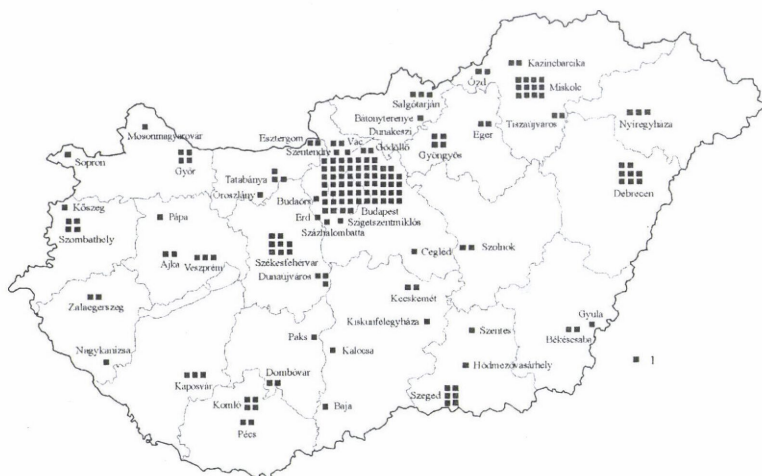 Kazincbarcika
Ózd
Miskolc
Salgótarján
Bátonyterenye
Dunakeszi
Tiszaújváros
Nyíregyháza
Mosonmagyaróvár
Esztergom
Vác
Eger
Sopron
Szentendre
Gödöllő
Gyöngyös
Győr
Tatabánya
Debrecen
Oroszlány
Budaörs
Kőszeg
Pápa
Budapest
Érd
Szigetszentmiklós
Szombathely
Százhalombatta
Ajka
Veszprém
Székesfehérvár
Cegléd
Szolnok
Dunaújváros
Zalaegerszeg
Kecskemét
Gyula
Kiskunfélegyháza
Szentes
Békéscsaba
Paks
Nagykanizsa
Kalocsa
1
Kaposvár
Dombóvár
Hódmezővásárhely
Komló
Baja
Szeged
Pécs